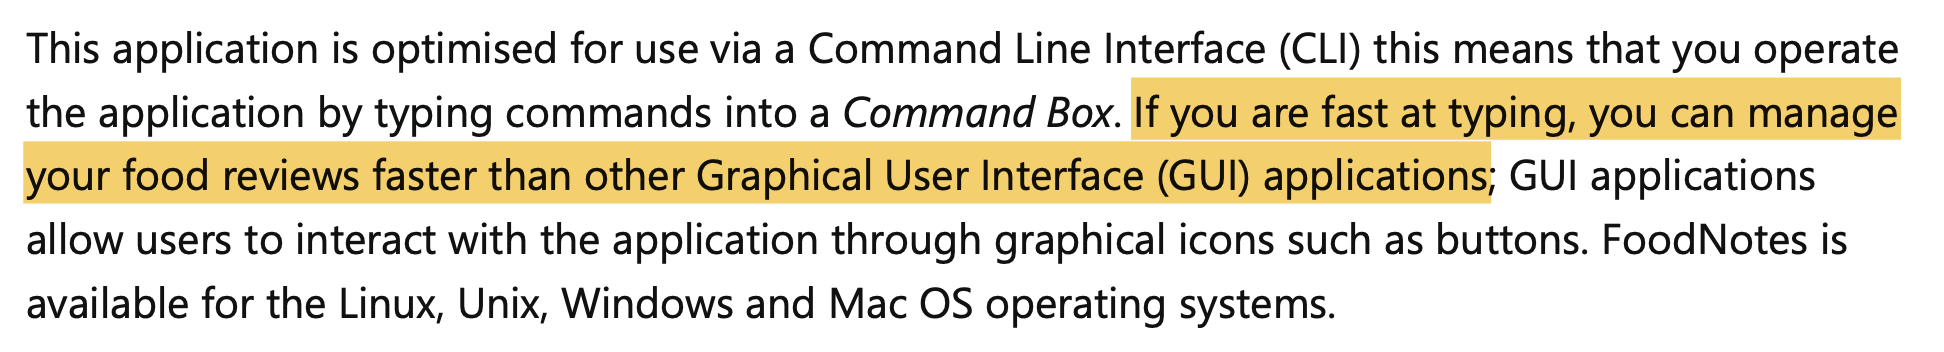 This application is optimised for use via a Command Line Interface (CLI) this means that you operate
the application by typing commands into a Command Box. If you are fast at typing, you can manage
your food reviews faster than other Graphical User Interface (GUI) applications; GUI applications
allow users to interact with the application through graphical icons such as buttons. FoodNotes is
available for the Linux, Unix, Windows and Mac OS operating systems.